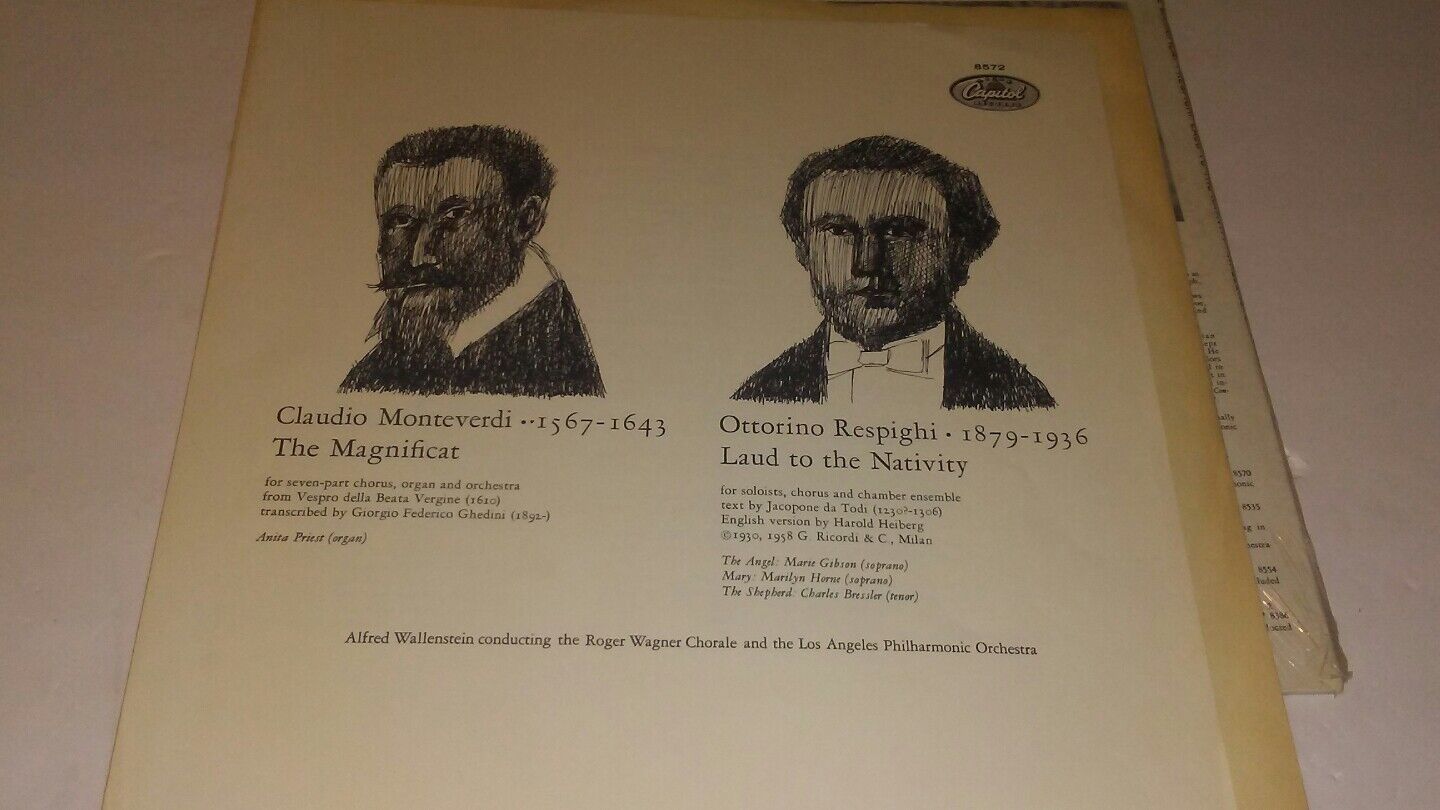 8572
Capitol
Claudio Monteverdi ··1567-1643
The Magnificat
for seven-part chorus, organ and orchestra
from Vespro della Beata Vergine (1610)
transcribed by Giorgio Federico Ghedini (1892-)
Anita Priest (organ)
Ottorino Respighi · 1879-1936
Laud to the Nativity
for soloists, chorus and chamber ensemble
text by Jacopone da Todi (1230?-1306)
English version by Harold Heiberg
©1930, 1958 G. Ricordi & C., Milan
The Angel: Marie Gibson (soprano)
Mary: Marilyn Horne (soprano)
The Shepherd: Charles Bressler (tenor)
Alfred Wallenstein conducting the Roger Wagner Chorale and the Los Angeles Philharmonic Orchestra
8570
8535
8554
8386